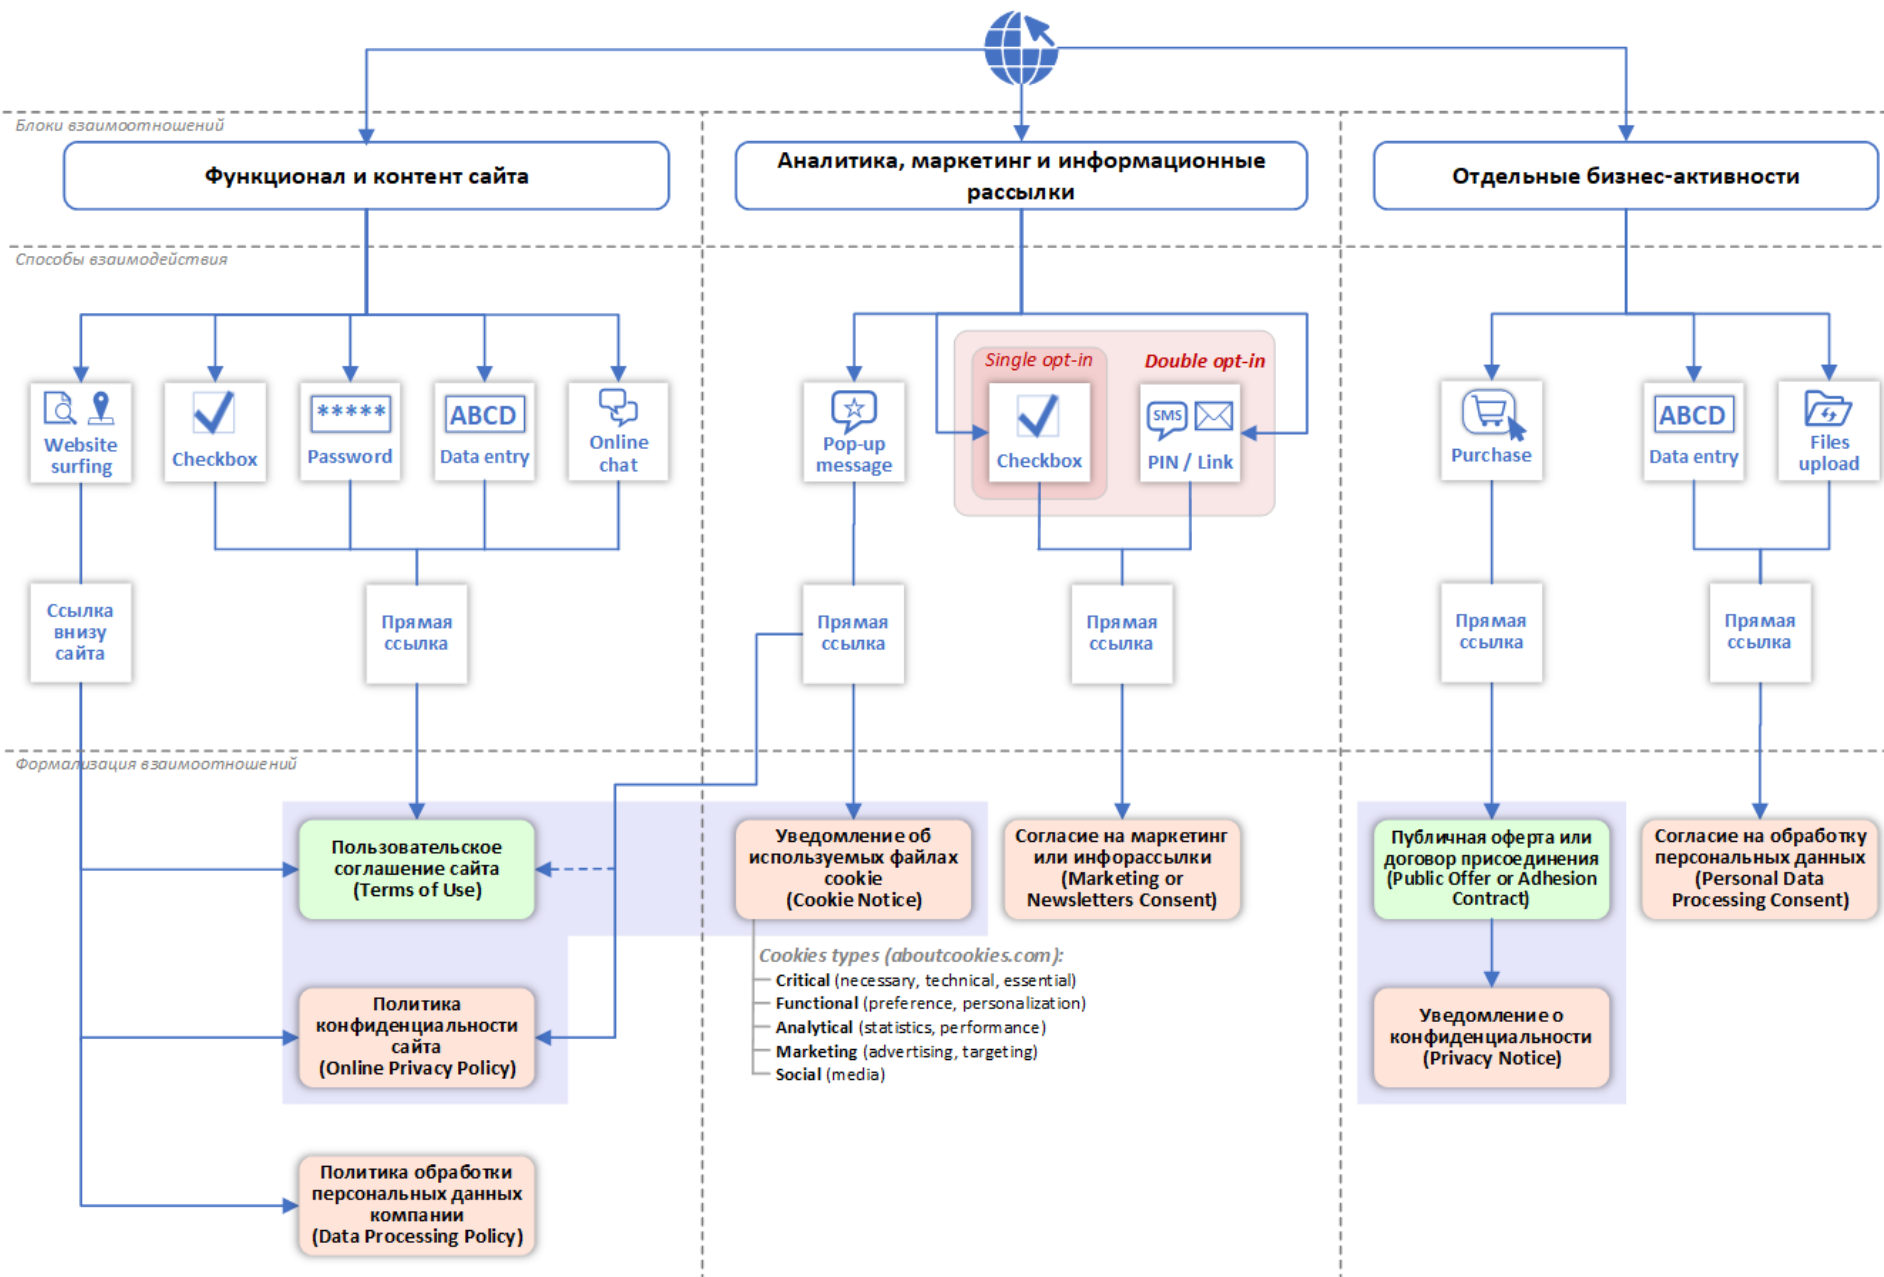 Блоки взаимоотношений
Функционал и контент сайта
Аналитика, маркетинг и информационные
рассылки
Отдельные бизнес-активности
Способы взаимодействия
Website
surfing
Checkbox
*****
Password
ABCD
Data entry
Online
chat
Pop-up
message
Single opt-in
Checkbox
Double opt-in
SMS
PIN / Link
Purchase
ABCD
Data entry
Files
upload
Ссылка
внизу
сайта
Прямая
ссылка
Прямая
ссылка
Прямая
ссылка
Прямая
ссылка
Прямая
ссылка
Формализация взаимоотношений
Пользовательское
соглашение сайта
(Terms of Use)
Уведомление об
используемых файлах
cookie
(Cookie Notice)
Согласие на маркетинг
или инфорассылки
(Marketing or
Newsletters Consent)
Публичная оферта или
договор присоединения
(Public Offer or Adhesion
Contract)
Согласие на обработку
персональных данных
(Personal Data
Processing Consent)
Cookies types (aboutcookies.com):
Critical (necessary, technical, essential)
Functional (preference, personalization)
Analytical (statistics, performance)
Marketing (advertising, targeting)
Social (media)
Политика
конфиденциальности
сайта
(Online Privacy Policy)
Уведомление о
конфиденциальности
(Privacy Notice)
Политика обработки
персональных данных
компании
(Data Processing Policy)